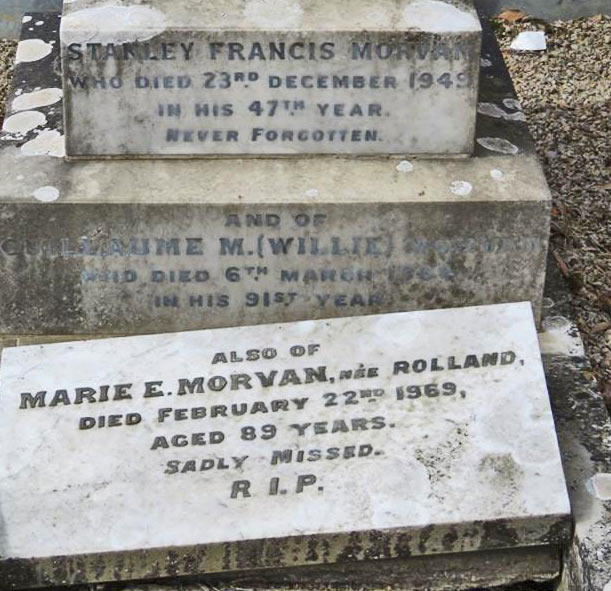 STANLEY FRANCIS MORVAN
WHO DIED 23RD DECEMBER 1949
IN HIS 47TH YEAR.
NEVER FORGOTTEN.
AND OF
GUILLAUME M. (WILLIE)
WHO DIED 6TH MARCH
IN HIS 91ST YEAR
ALSO OF
MARIE E. MORVAN, NÉE ROLLAND,
DIED FEBRUARY 22ND 1969,
AGED 89 YEARS.
SADLY MISSED.
R I.P.